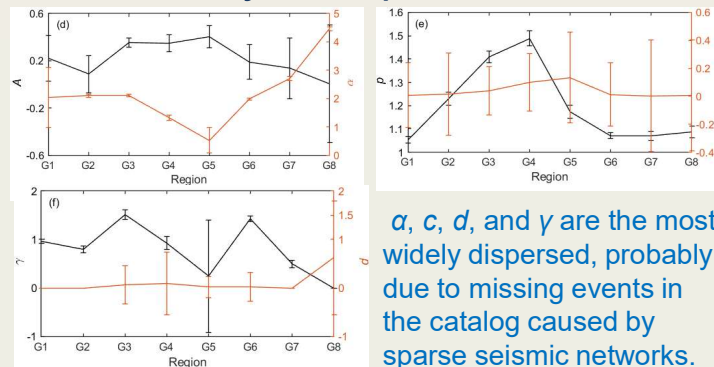 (d)
0.6
0.2
-0.2
-0.6
A
5
4
3
2
1
0
α
G1 G2 G3 G4 G5 G6 G7 G8
Region
(e)
1.6
1.5
1.4
1.3
1.2
1.1
1
p
0.6
0.4
0.2
0
-0.2
-0.4
G1 G2 G3 G4 G5 G6 G7 G8
Region
(f)
2
1
0
-1
γ
2
1.5
1
0
-1
d
G1 G2 G3 G4 G5 G6 G7 G8
Region
α, c, d, and γ are the most
widely dispersed, probably
due to missing events in
the catalog caused by
sparse seismic networks.